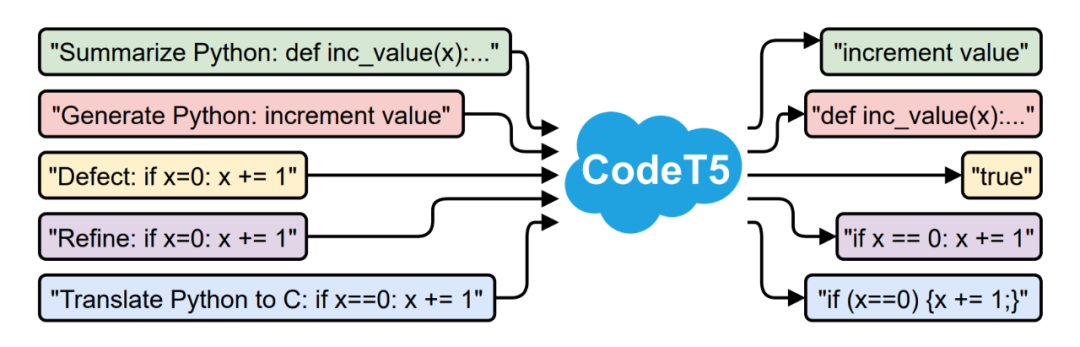 "Summarize Python: def inc_value(x):..."
"Generate Python: increment value"
"Defect: if x=0: x += 1"
"Refine: if x=0: x += 1"
"Translate Python to C: if x==0: x += 1"
CodeT5
"increment value"
"def inc_value(x):..."
"true"
"if x == 0: x += 1"
"if (x==0) {x += 1;}"